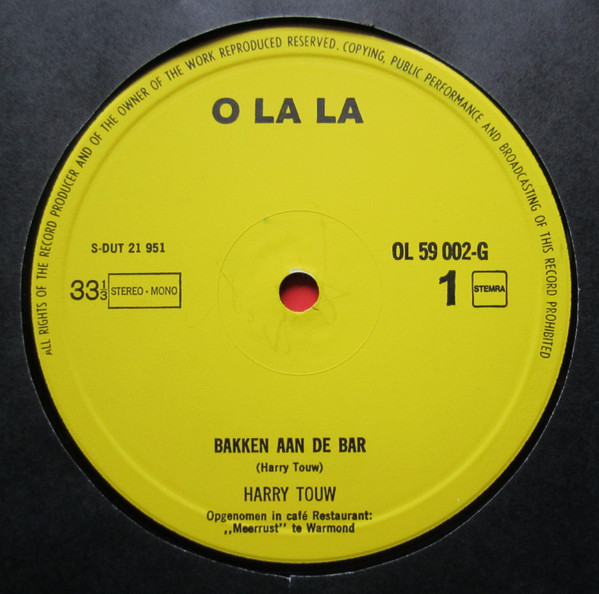 ALL RIGHTS OF THE RECORD PRODUCER AND OF THE OWNER OF THE WORK REPRODUCED RESERVED. COPYING, PUBLIC PERFORMANCE AND BROADCASTING OF THIS RECORD PROHIBITED
O LA LA
S-DUT 21 951
OL 59 002-G
33 1/3 STEREO - MONO
1 STEMRA
BAKKEN AAN DE BAR
(Harry Touw)
HARRY TOUW
Opgenomen in café Restaurant:
„Meerrust" te Warmond